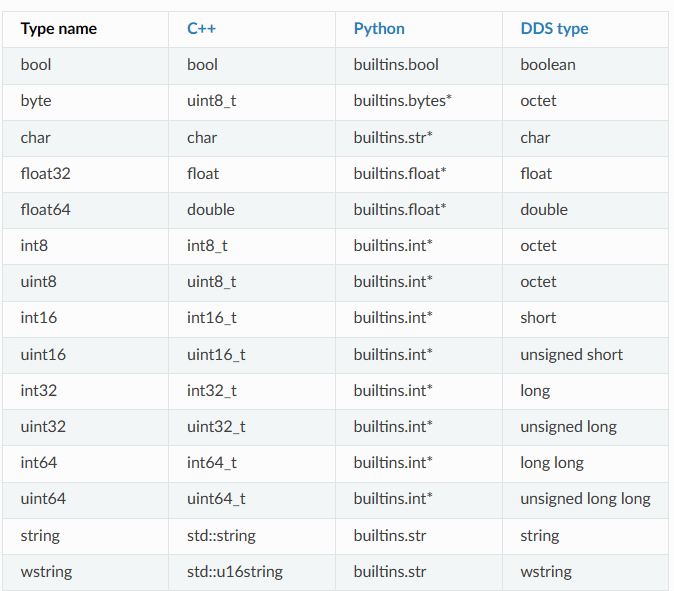 Type name C++ Python DDS type
bool bool builtins.bool boolean
byte uint8_t builtins.bytes* octet
char char builtins.str* char
float32 float builtins.float* float
float64 double builtins.float* double
int8 int8_t builtins.int* octet
uint8 uint8_t builtins.int* octet
int16 int16_t builtins.int* short
uint16 uint16_t builtins.int* unsigned short
int32 int32_t builtins.int* long
uint32 uint32_t builtins.int* unsigned long
int64 int64_t builtins.int* long long
uint64 uint64_t builtins.int* unsigned long long
string std::string builtins.str string
wstring std::u16string builtins.str wstring